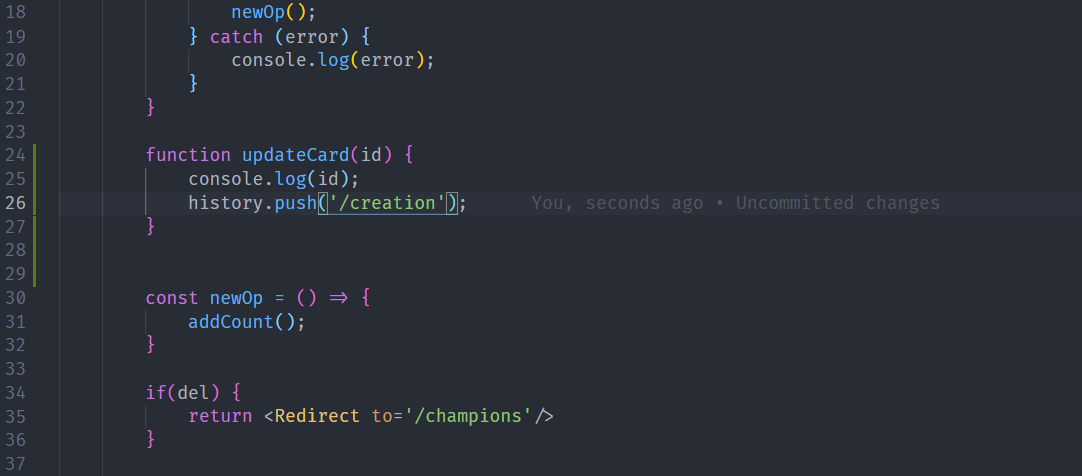 18 newOp();
19 } catch (error) {
20 console.log(error);
21 }
22 }
23
24 function updateCard(id) {
25 console.log(id);
26 history.push('/creation'); You, seconds ago • Uncommitted changes
27 }
28
29
30 const newOp = () => {
31 addCount();
32 }
33
34 if(del) {
35 return <Redirect to='/champions'/>
36 }
37